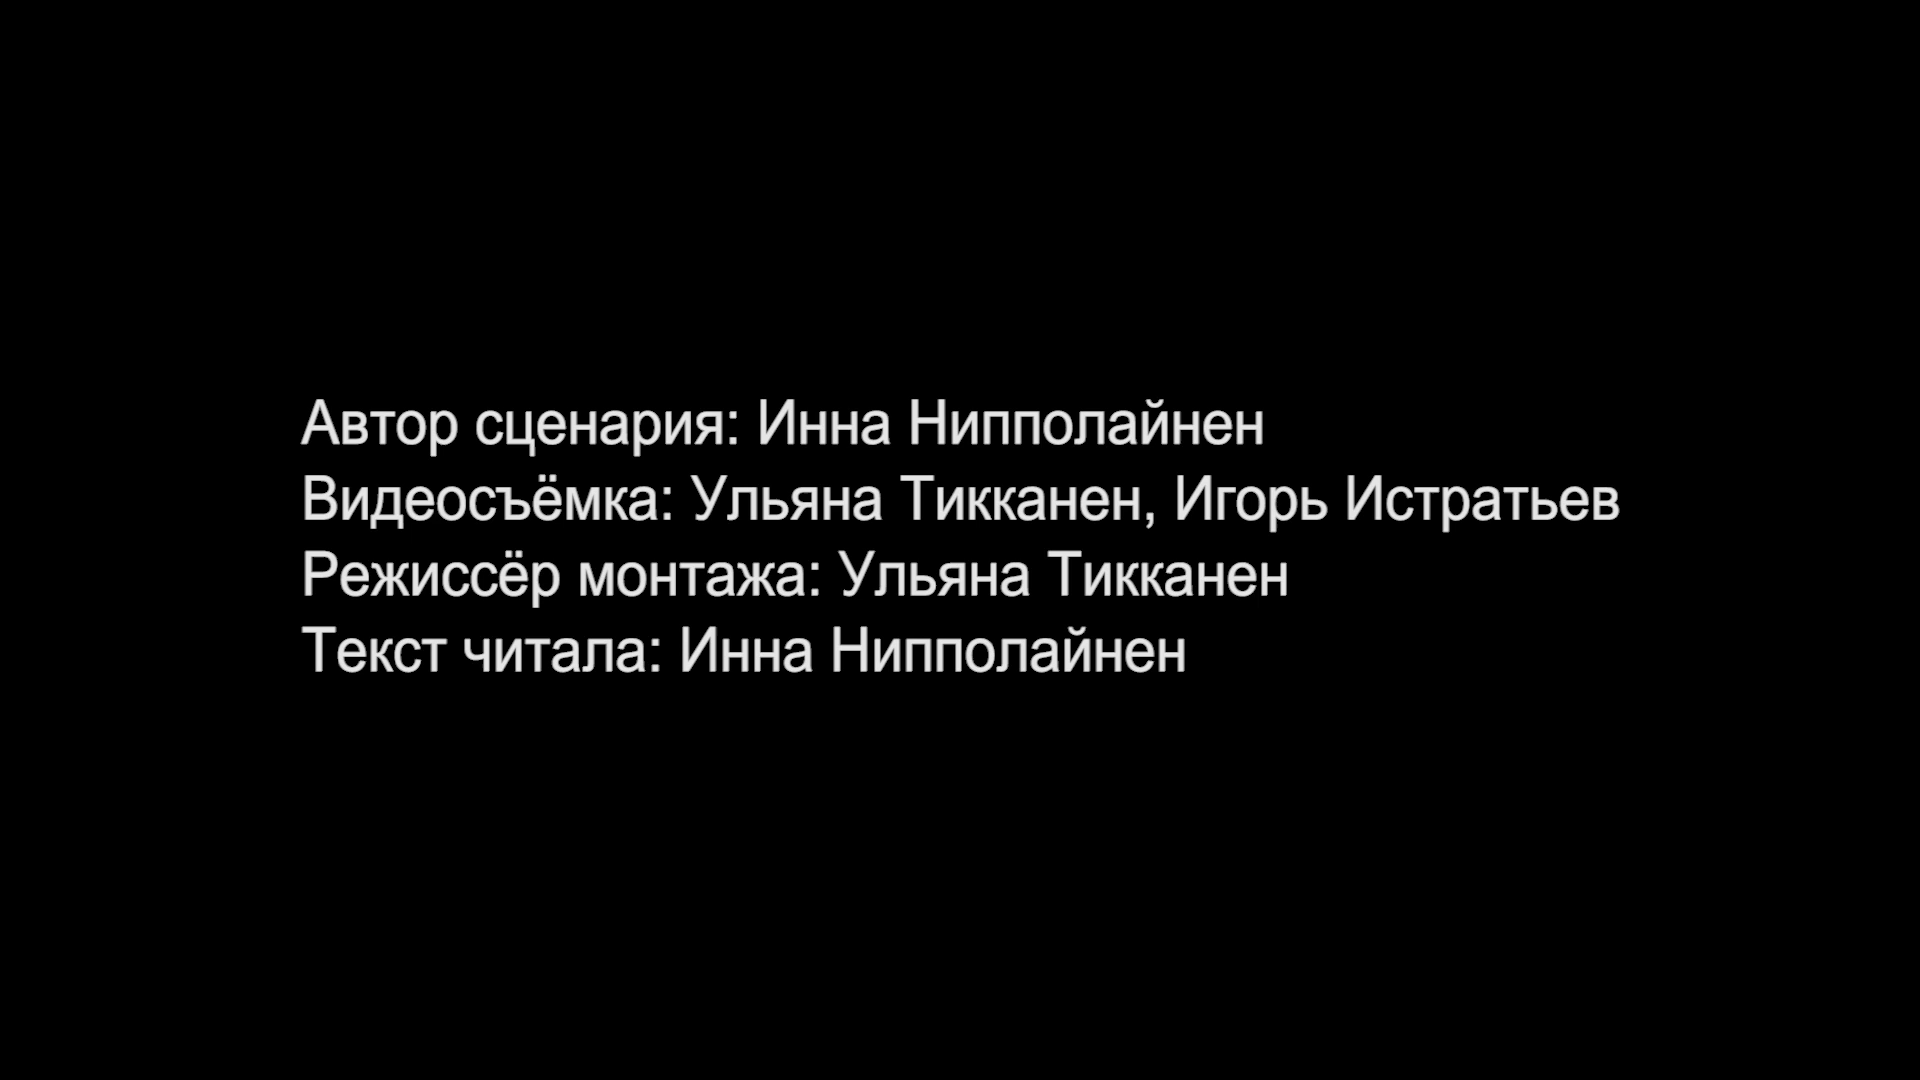 Автор сценария: Инна Нипполайнен
Видеосъёмка: Ульяна Тикканен, Игорь Истратьев
Режиссёр монтажа: Ульяна Тикканен
Текст читала: Инна Нипполайнен